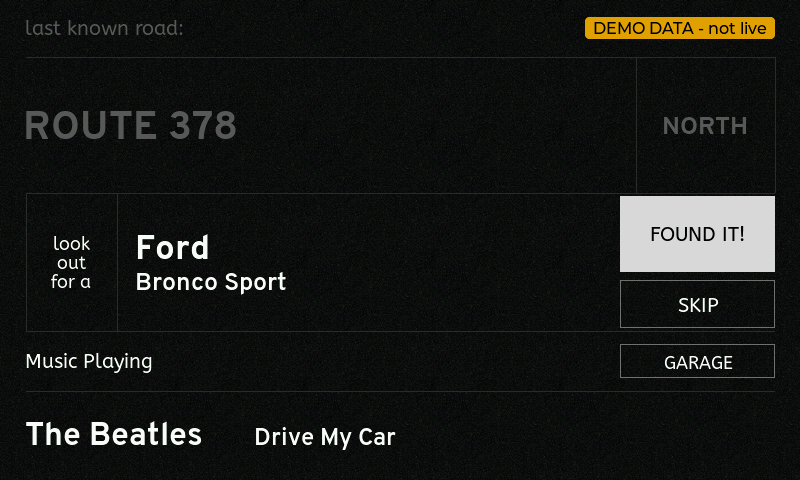 last known road:
DEMO DATA - not live
ROUTE 378
NORTH
look
out
for a
Ford
Bronco Sport
FOUND IT!
SKIP
Music Playing
GARAGE
The Beatles
Drive My Car